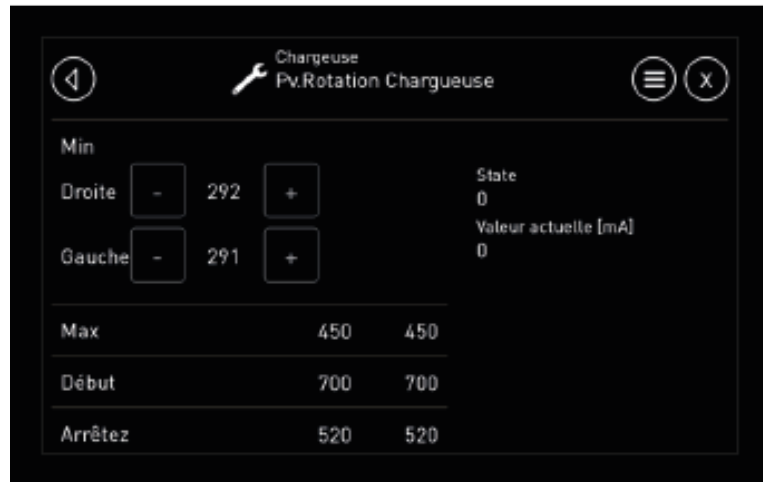 Chargeuse
Pv.Rotation Chargueuse
X
Min
Droite - 292 +
Gauche - 291 +
State
0
Valeur actuelle [mA]
0
Max 450 450
Début 700 700
Arrêtez 520 520